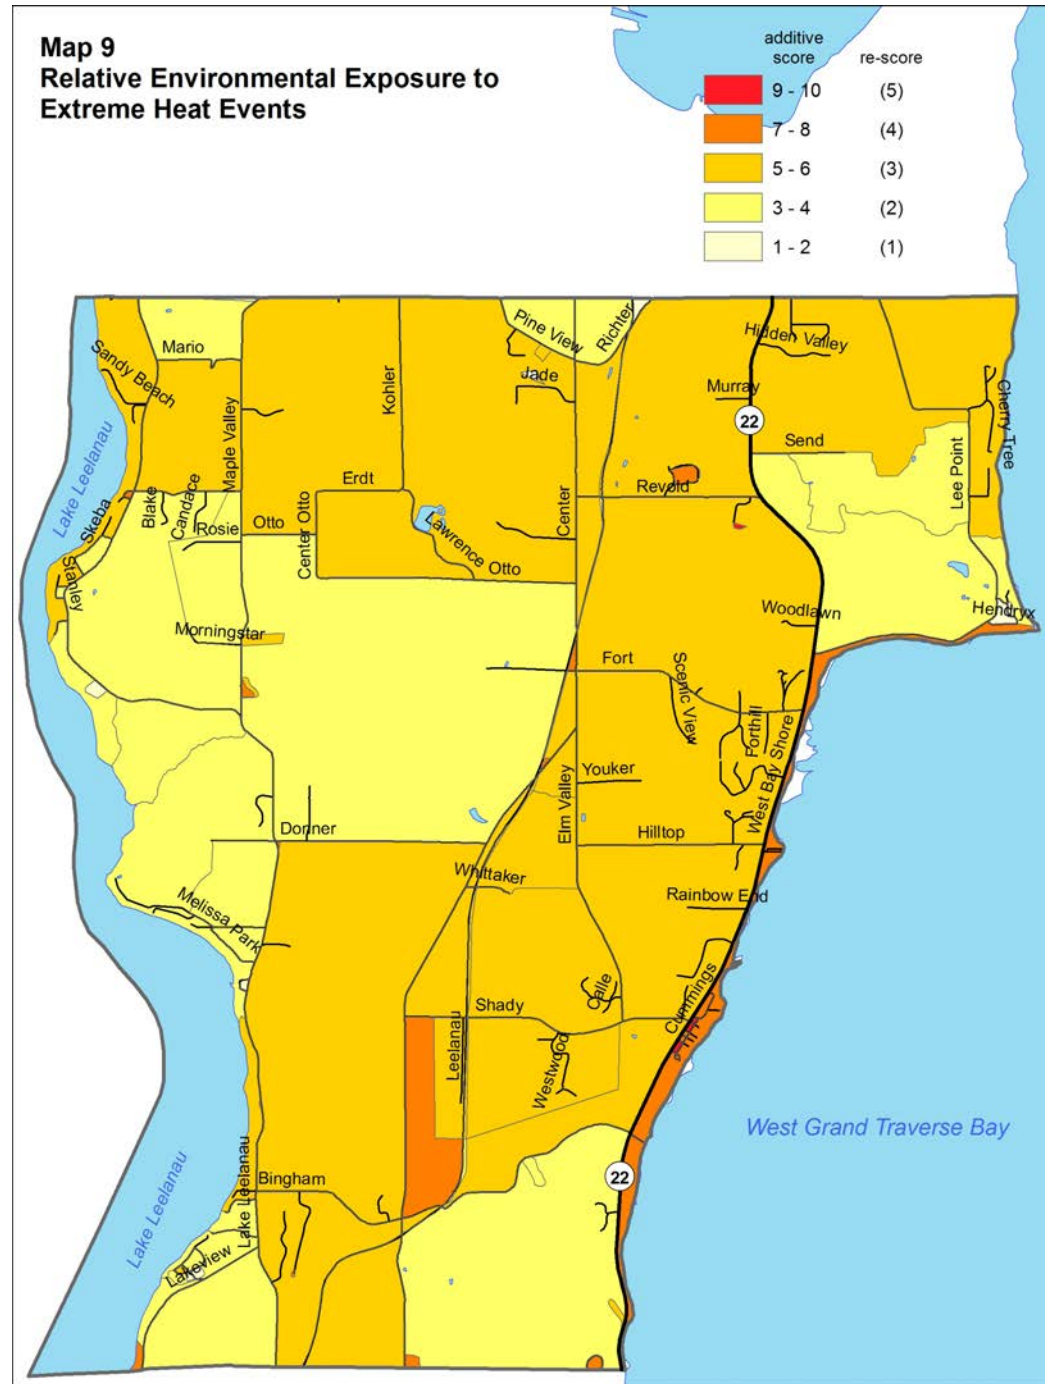 Map 9
Relative Environmental Exposure to
Extreme Heat Events
additive
score
re-score
9 - 10
(5)
7 - 8
(4)
5 - 6
(3)
3 - 4
(2)
1 - 2
(1)
Mario
Pine View
Richter
Hidden Valley
Sandy Beach
Kohler
Jade
Murray
Cherry Tree
22
Maple Valley
Send
Lake Leelanau
Erdt
Revold
Lee Point
Skeba
Blake
Candace
Rosie
Otto
Center Otto
Lawrence
Center
Otto
Stanley
Morningstar
Woodlawn
Hendryx
Fort
Scenic View
Porthill
West Bay Shore
Youker
Elm Valley
Donner
Hilltop
Whittaker
Rainbow End
Melissa Park
Calle
Cummings
Shady
Leelanau
Westwood
West Grand Traverse Bay
22
Bingham
Lake Leelanau
Lake Leelanau
Lakeview